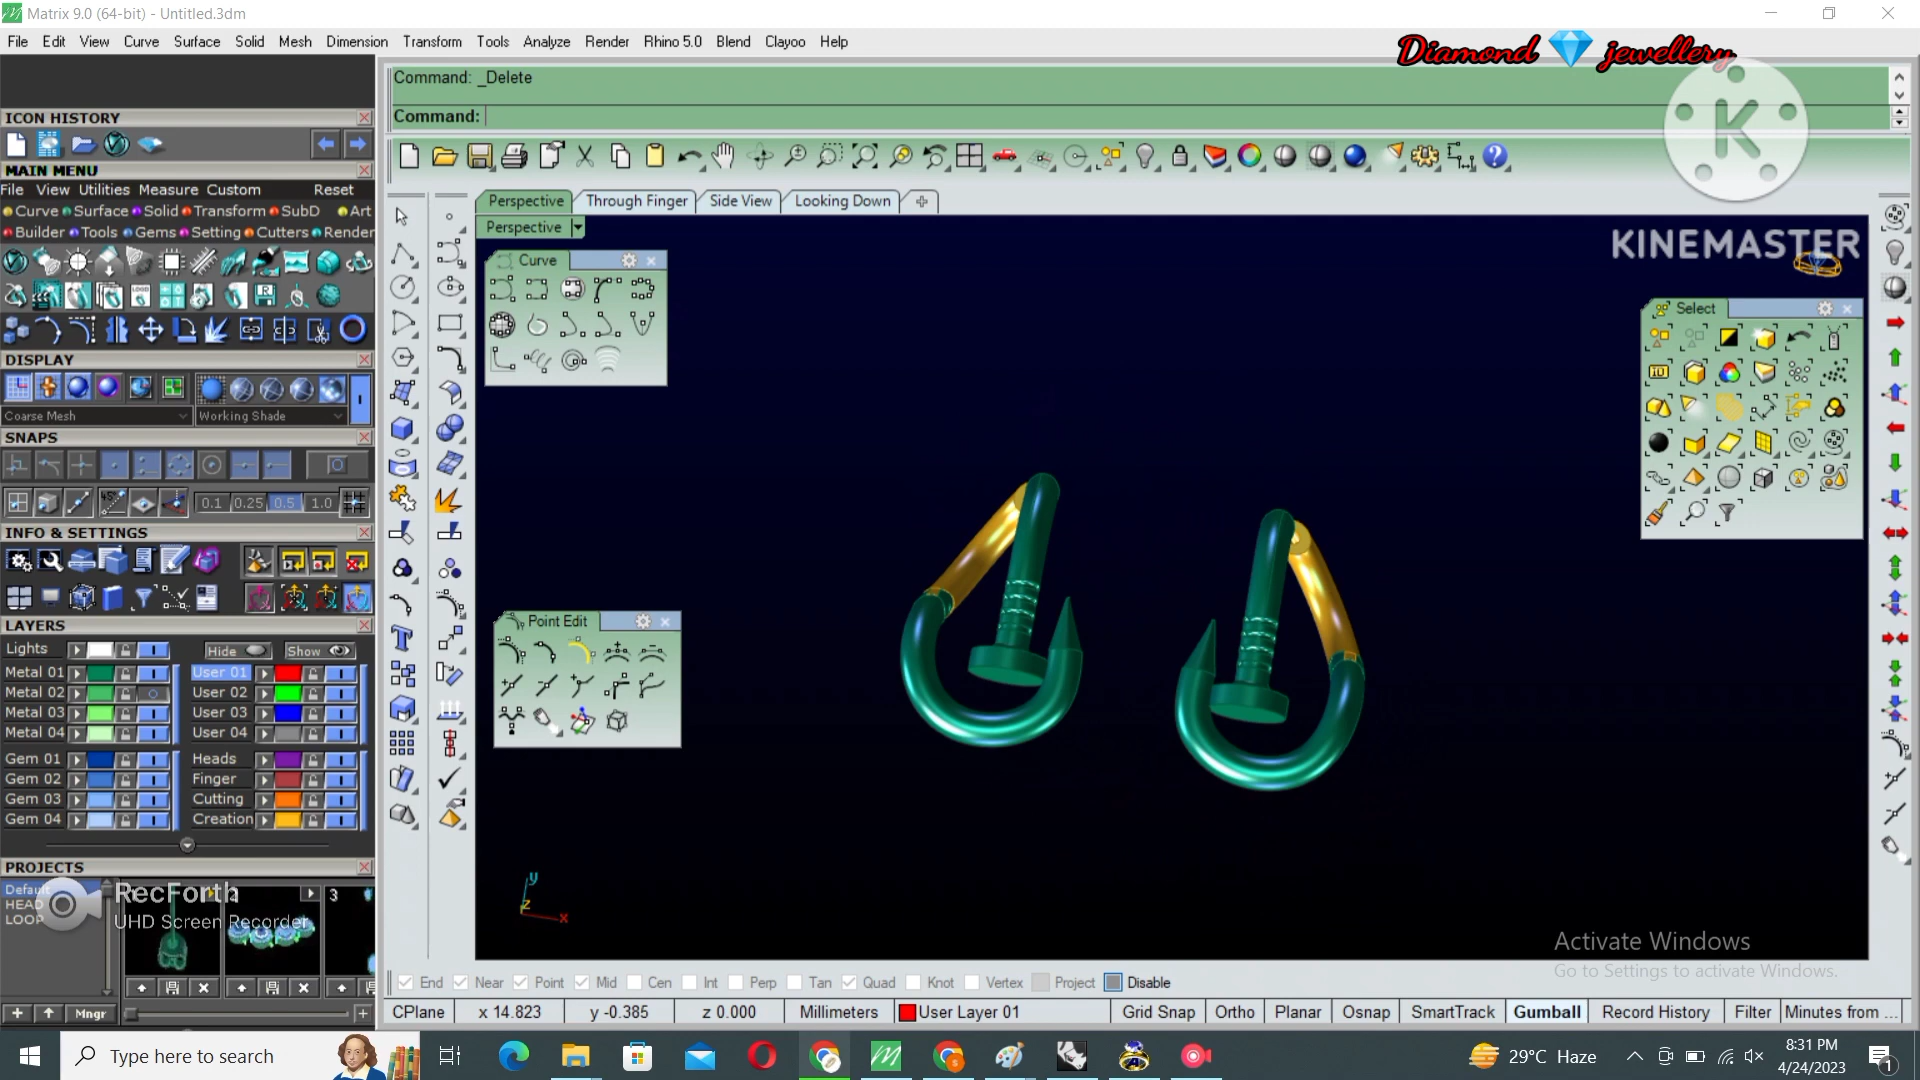 Matrix 9.0 (64-bit) - Untitled.3dm
File Edit View Curve Surface Solid Mesh Dimension Transform Tools Analyze Render Rhino 5.0 Blend Clayoo Help
Diamond jewellery
Command: _Delete
Command:
K
ICON HISTORY
MAIN MENU
File View Utilities Measure Custom Reset
Curve Surface Solid Transform SubD Art
Builder Tools Gems Setting Cutters Render
DISPLAY
Coarse Mesh Working Shade
SNAPS
0.1 0.25 0.5 1.0
INFO & SETTINGS
LAYERS
Lights Hide Show
Metal 01 User 01
Metal 02 User 02
Metal 03 User 03
Metal 04 User 04
Gem 01 Heads
Gem 02 Finger
Gem 03 Cutting
Gem 04 Creation
PROJECTS
Default
HEAD
LOOP
3
RecForth
UHD Screen Recorder
Mngr
Perspective Through Finger Side View Looking Down
Perspective
KINEMASTER
Curve
Select
Point Edit
y
z
x
Activate Windows
Go to Settings to activate Windows.
End Near Point Mid Cen Int Perp Tan Quad Knot Vertex Project Disable
CPlane x 14.823 y -0.385 z 0.000 Millimeters User Layer 01 Grid Snap Ortho Planar Osnap SmartTrack Gumball Record History Filter Minutes from ...
Type here to search
29°C Haze
8:31 PM
4/24/2023
1